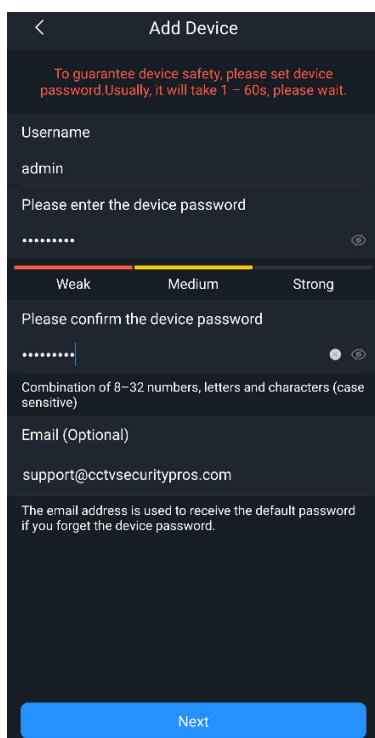 Add Device
To guarantee device safety, please set device
password.Usually, it will take 1 – 60s, please wait.
Username
admin
Please enter the device password
•••••••••
Weak Medium Strong
Please confirm the device password
•••••••••
Combination of 8–32 numbers, letters and characters (case
sensitive)
Email (Optional)
support@cctvsecuritypros.com
The email address is used to receive the default password
if you forget the device password.
Next